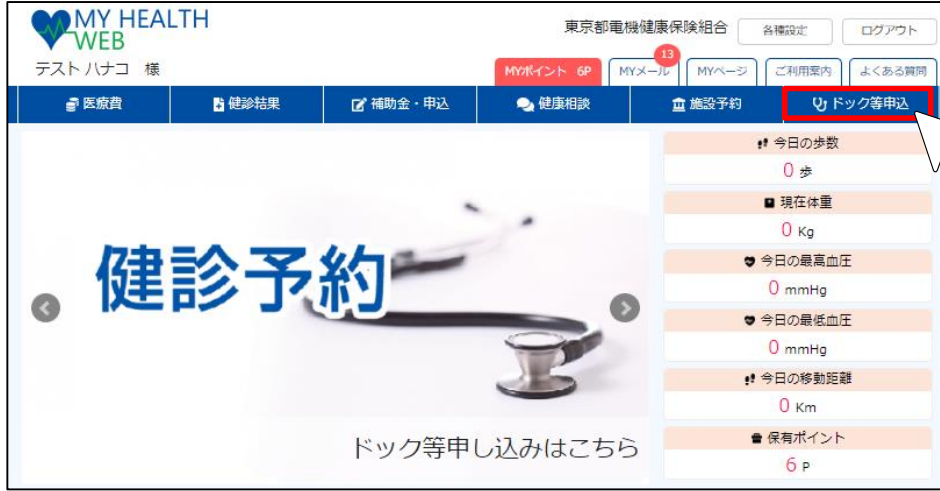 MY HEALTH
WEB
東京都電機健康保険組合 各種設定 ログアウト
テスト ハナコ 様
13
MYポイント 6P MYメール MYページ ご利用案内 よくある質問
医療費 健診結果 補助金・申込 健康相談 施設予約 ドック等申込
健診予約
ドック等申し込みはこちら
今日の歩数
0 歩
現在体重
0 Kg
今日の最高血圧
0 mmHg
今日の最低血圧
0 mmHg
今日の移動距離
0 Km
保有ポイント
6 P